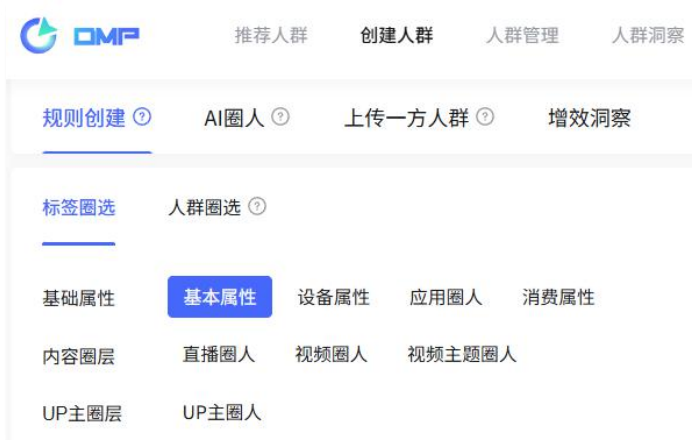 DMP 推荐人群 创建人群 人群管理 人群洞察
规则创建 ? AI圈人 ? 上传一方人群 ? 增效洞察
标签圈选 人群圈选 ?
基础属性 基本属性 设备属性 应用圈人 消费属性
内容圈层 直播圈人 视频圈人 视频主题圈人
UP主圈层 UP主圈人